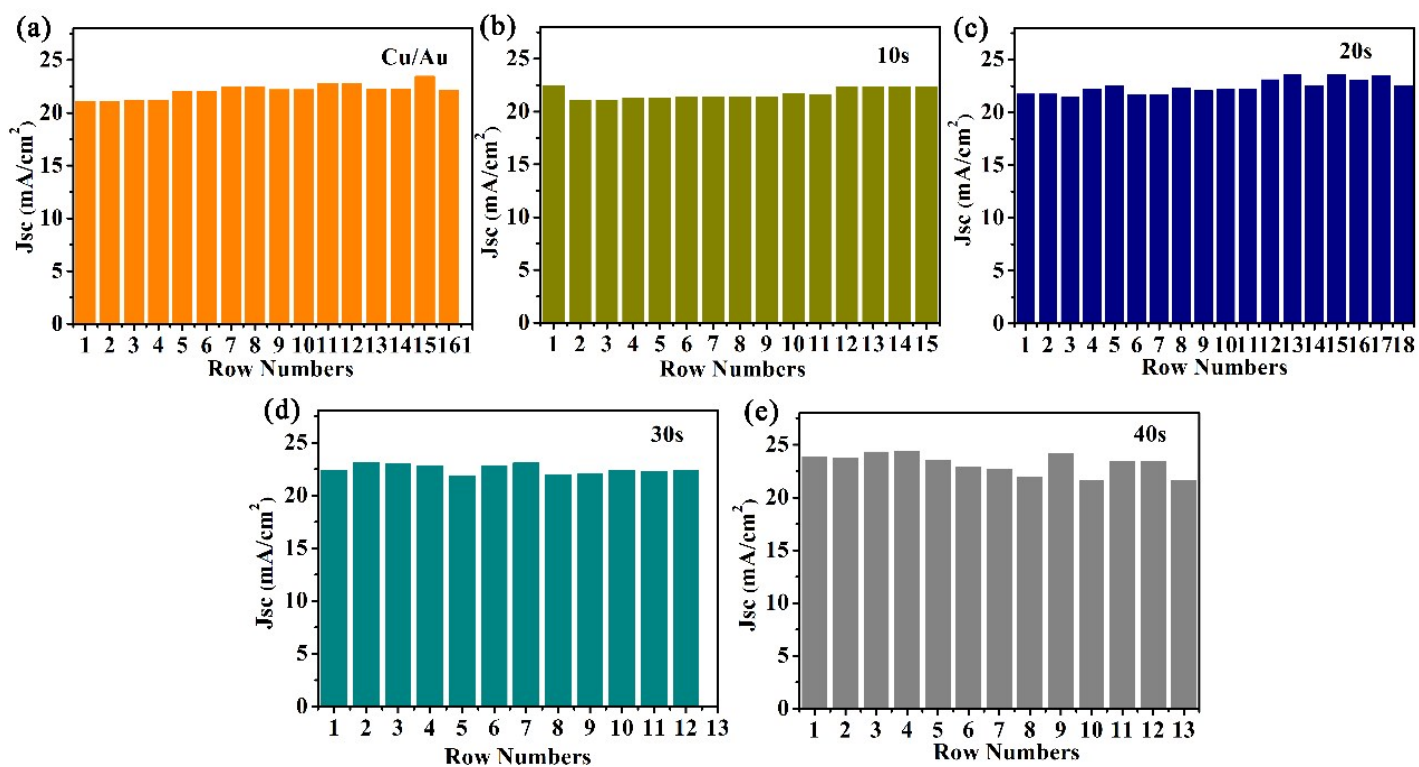 (a)
Cu/Au
Jsc (mA/cm²)
25
20
15
10
5
0
1 2 3 4 5 6 7 8 9 10 11 12 13 14 15 16 1
Row Numbers
(b)
10s
Jsc (mA/cm²)
25
20
15
10
5
0
1 2 3 4 5 6 7 8 9 10 11 12 13 14 15
Row Numbers
(c)
20s
Jsc (mA/cm²)
25
20
15
10
5
0
1 2 3 4 5 6 7 8 9 10 11 12 13 14 15 16 17 18
Row Numbers
(d)
30s
Jsc (mA/cm²)
25
20
15
10
5
0
1 2 3 4 5 6 7 8 9 10 11 12 13
Row Numbers
(e)
40s
Jsc (mA/cm²)
25
20
15
10
5
0
1 2 3 4 5 6 7 8 9 10 11 12 13
Row Numbers